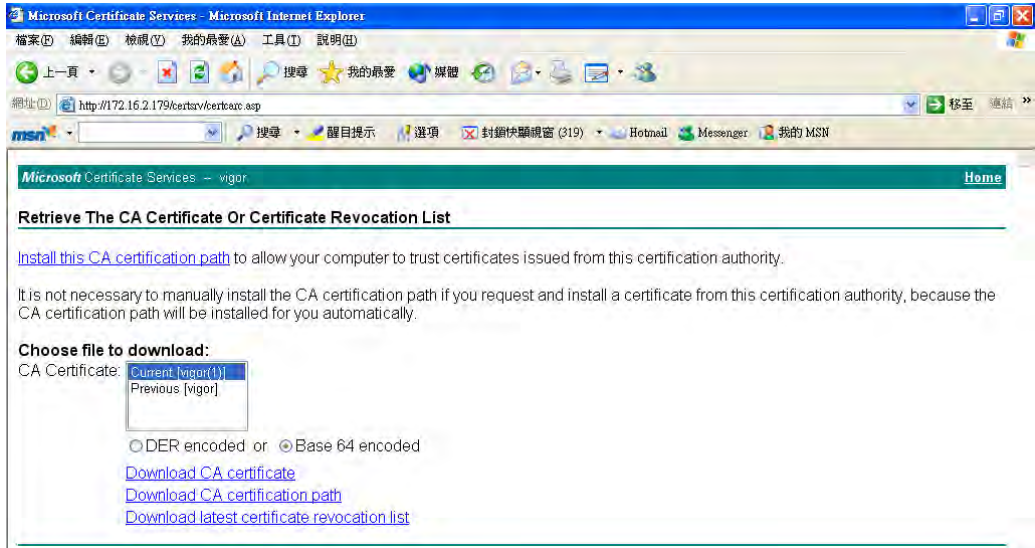 Microsoft Certificate Services - Microsoft Internet Explorer
檔案(F) 編輯(E) 檢視(V) 我的最愛(A) 工具(T) 說明(H)
上一頁 搜尋 我的最愛 媒體
網址(D) http://172.16.2.179/certsrv/certcarc.asp 移至 連結 »
msn 搜尋 醒目提示 選項 封鎖快顯視窗 (319) Hotmail Messenger 我的 MSN
Microsoft Certificate Services -- vigor Home
Retrieve The CA Certificate Or Certificate Revocation List
Install this CA certification path to allow your computer to trust certificates issued from this certification authority.
It is not necessary to manually install the CA certification path if you request and install a certificate from this certification authority, because the
CA certification path will be installed for you automatically.
Choose file to download:
CA Certificate: Current [vigor(1)]
Previous [vigor]
DER encoded or Base 64 encoded
Download CA certificate
Download CA certification path
Download latest certificate revocation list